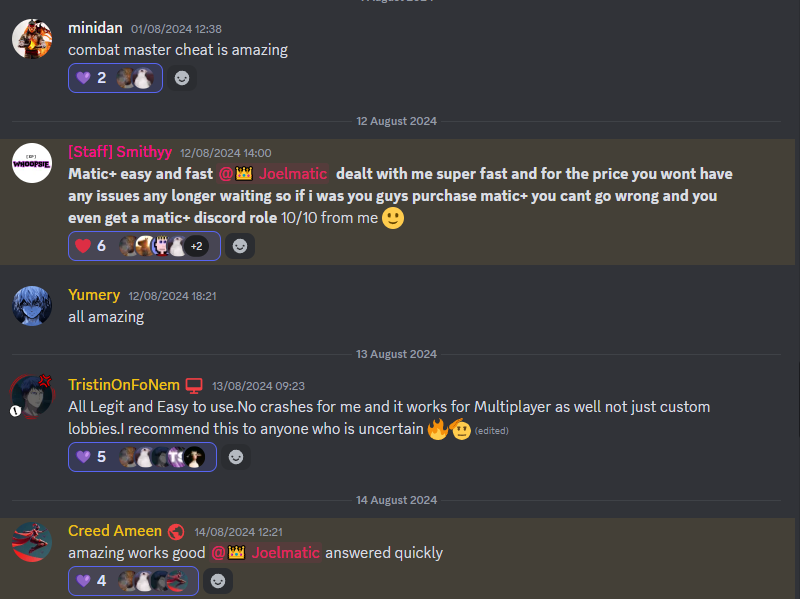 minidan 01/08/2024 12:38
combat master cheat is amazing
2
12 August 2024
WHOOPSIE
[Staff] Smithyy 12/08/2024 14:00
Matic+ easy and fast @👑 Joelmatic dealt with me super fast and for the price you wont have
any issues any longer waiting so if i was you guys purchase matic+ you cant go wrong and you
even get a matic+ discord role 10/10 from me 🙂
6 +2
Yumery 12/08/2024 18:21
all amazing
13 August 2024
TristinOnFoNem 13/08/2024 09:23
All Legit and Easy to use.No crashes for me and it works for Multiplayer as well not just custom
lobbies.I recommend this to anyone who is uncertain 🔥🫡 (edited)
5
14 August 2024
Creed Ameen 14/08/2024 12:21
amazing works good @👑 Joelmatic answered quickly
4